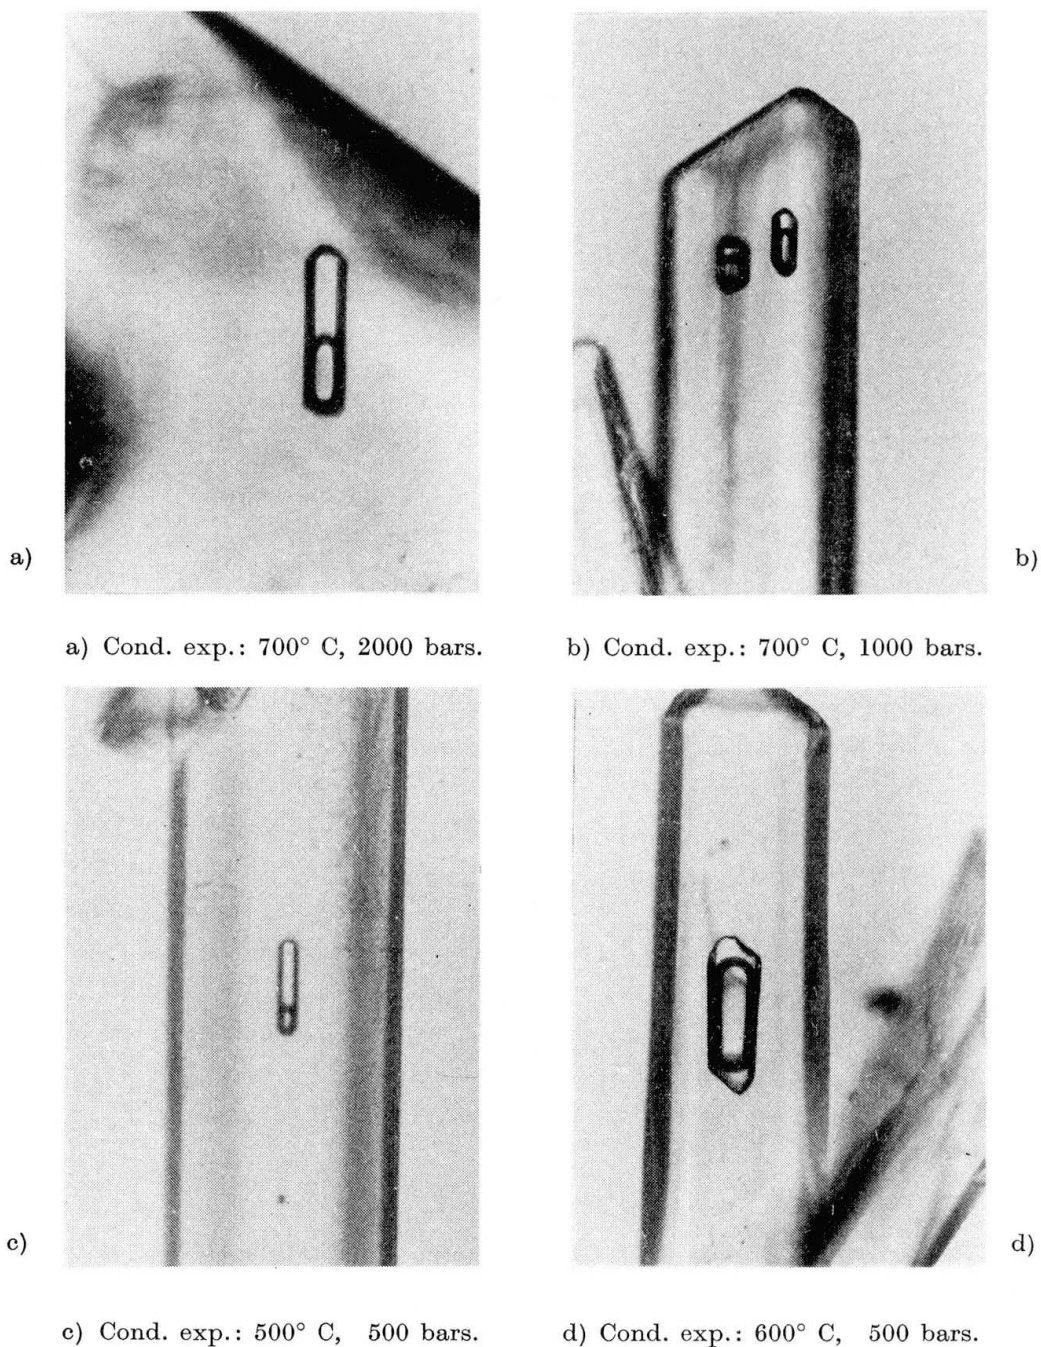 a)
b)
a) Cond. exp.: 700° C, 2000 bars.
b) Cond. exp.: 700° C, 1000 bars.
c)
d)
c) Cond. exp.: 500° C, 500 bars.
d) Cond. exp.: 600° C, 500 bars.